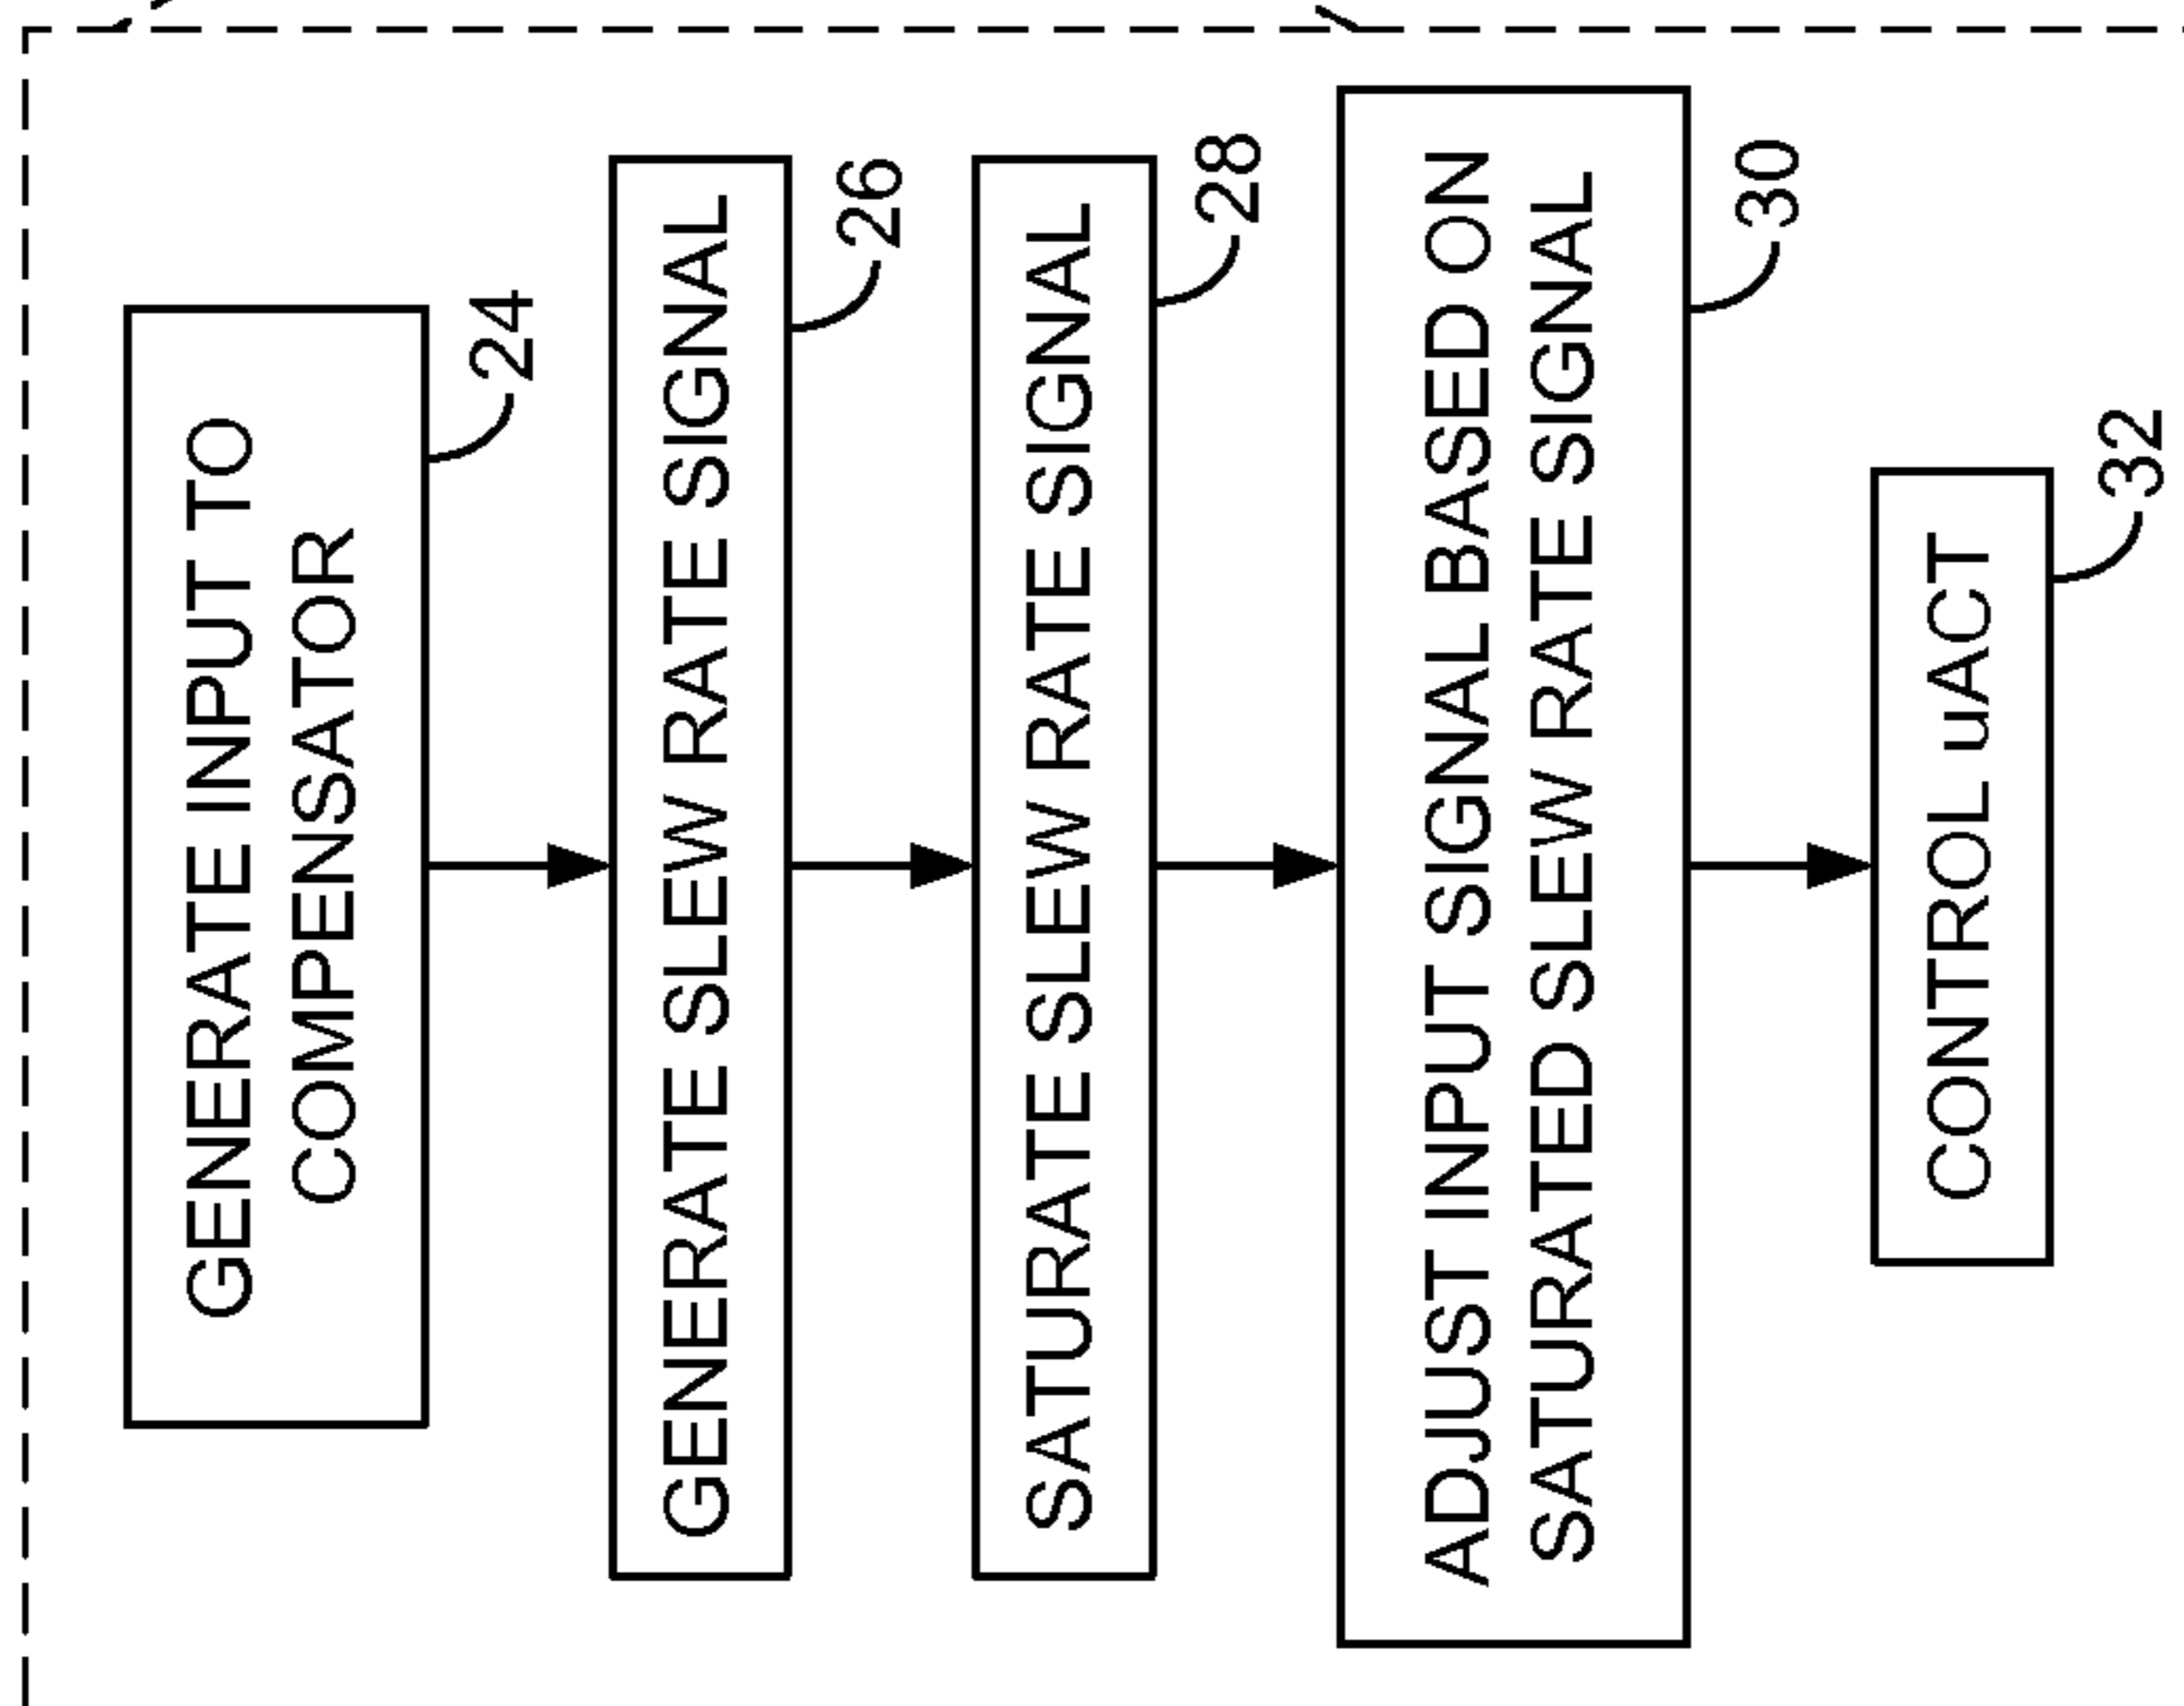 GENERATE INPUT TO
COMPENSATOR
24
GENERATE SLEW RATE SIGNAL
26
SATURATE SLEW RATE SIGNAL
28
ADJUST INPUT SIGNAL BASED ON
SATURATED SLEW RATE SIGNAL
30
CONTROL uACT
32